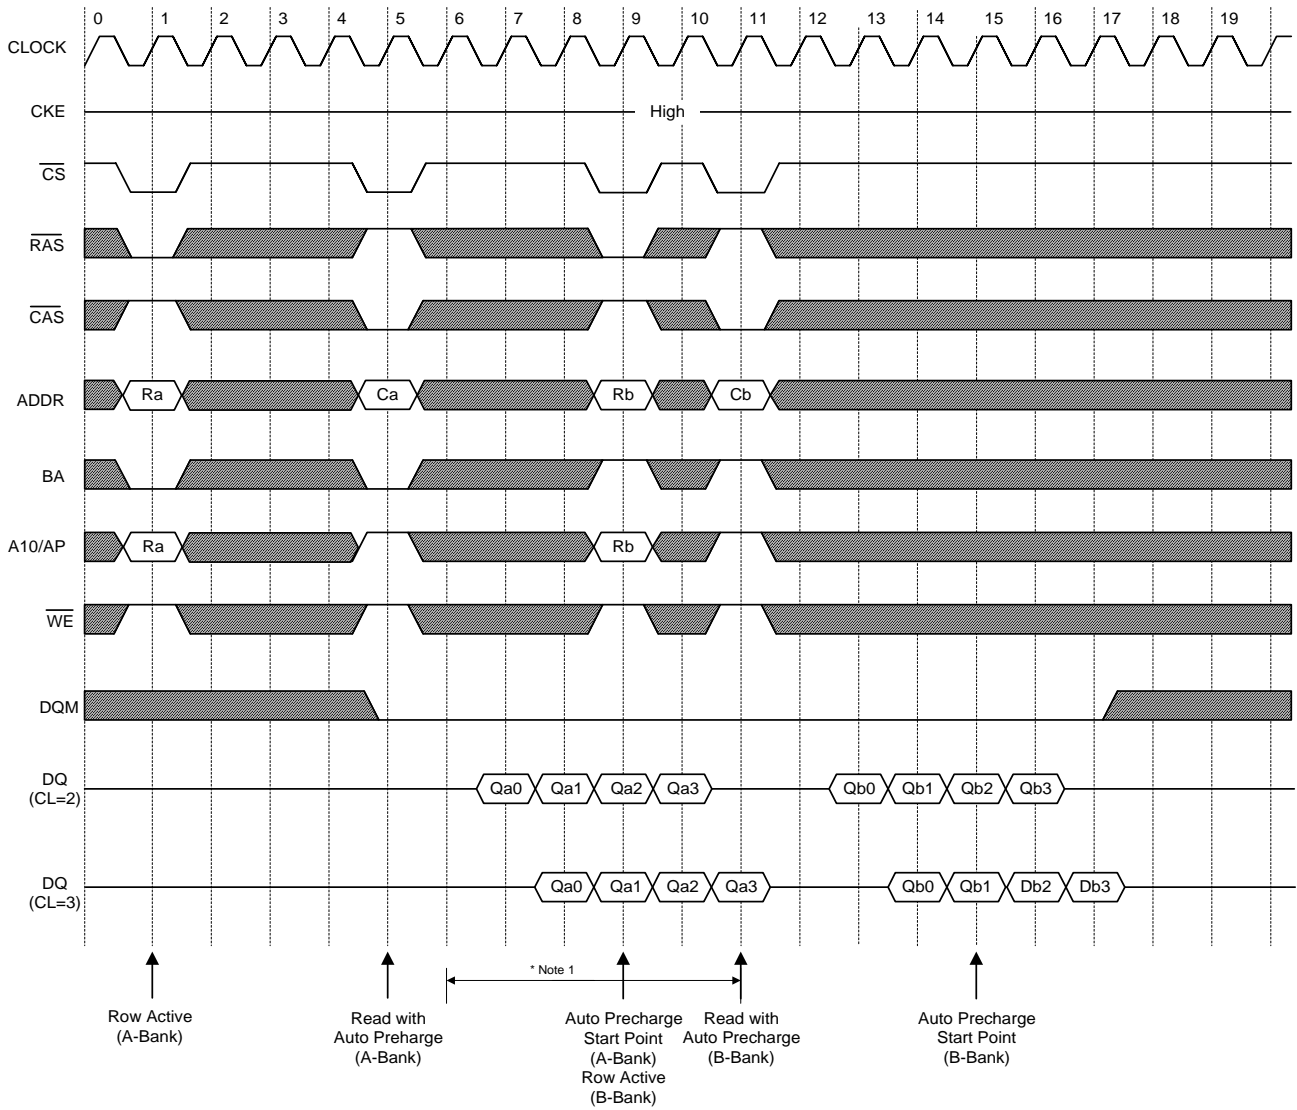 0 1 2 3 4 5 6 7 8 9 10 11 12 13 14 15 16 17 18 19
CLOCK
CKE High
CS
RAS
CAS
ADDR Ra Ca Rb Cb
BA
A10/AP Ra Rb
WE
DQM
DQ
(CL=2) Qa0 Qa1 Qa2 Qa3 Qb0 Qb1 Qb2 Qb3
DQ
(CL=3) Qa0 Qa1 Qa2 Qa3 Qb0 Qb1 Db2 Db3
* Note 1
Row Active
(A-Bank)
Read with
Auto Preharge
(A-Bank)
Auto Precharge
Start Point
(A-Bank)
Row Active
(B-Bank)
Read with
Auto Precharge
(B-Bank)
Auto Precharge
Start Point
(B-Bank)